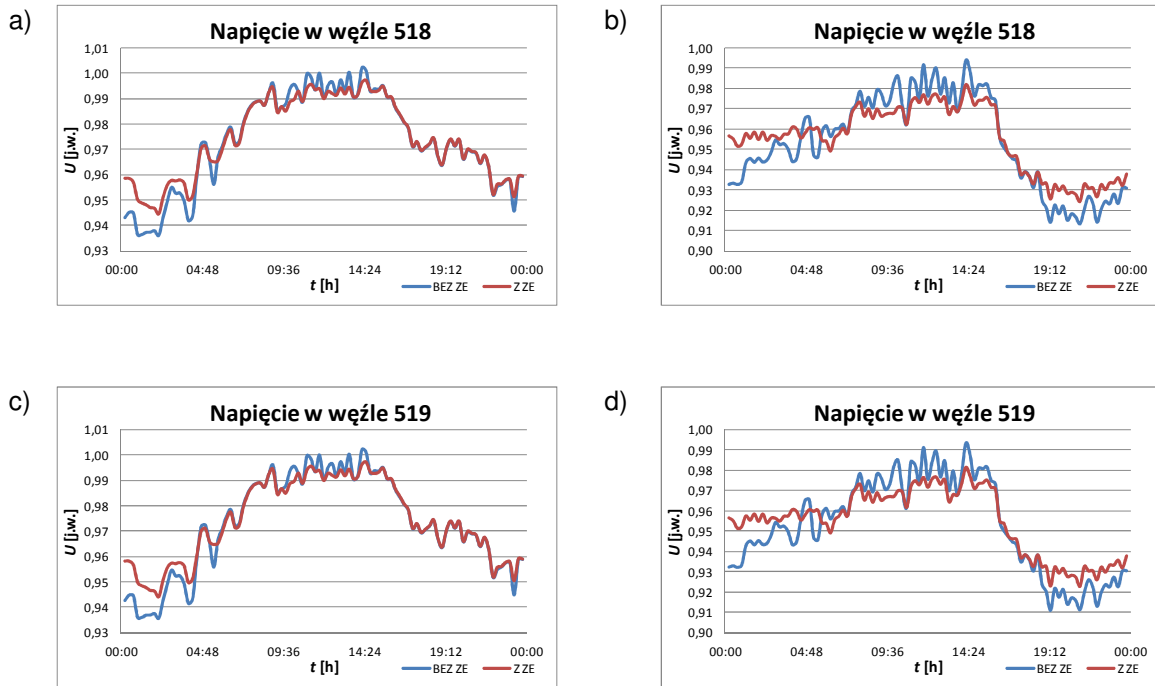 a)
Napięcie w węźle 518
1,01
1,00
0,99
0,98
0,97
0,96
0,95
0,94
0,93
U [j.w.]
00:00 04:48 09:36 14:24 19:12 00:00
t [h]
BEZ ZE Z ZE
b)
Napięcie w węźle 518
1,00
0,99
0,98
0,97
0,96
0,95
0,94
0,93
0,92
0,91
0,90
U [j.w.]
00:00 04:48 09:36 14:24 19:12 00:00
t [h]
BEZ ZE Z ZE
c)
Napięcie w węźle 519
1,01
1,00
0,99
0,98
0,97
0,96
0,95
0,94
0,93
U [j.w.]
00:00 04:48 09:36 14:24 19:12 00:00
t [h]
BEZ ZE Z ZE
d)
Napięcie w węźle 519
1,00
0,99
0,98
0,97
0,96
0,95
0,94
0,93
0,92
0,91
0,90
U [j.w.]
00:00 04:48 09:36 14:24 19:12 00:00
t [h]
BEZ ZE Z ZE